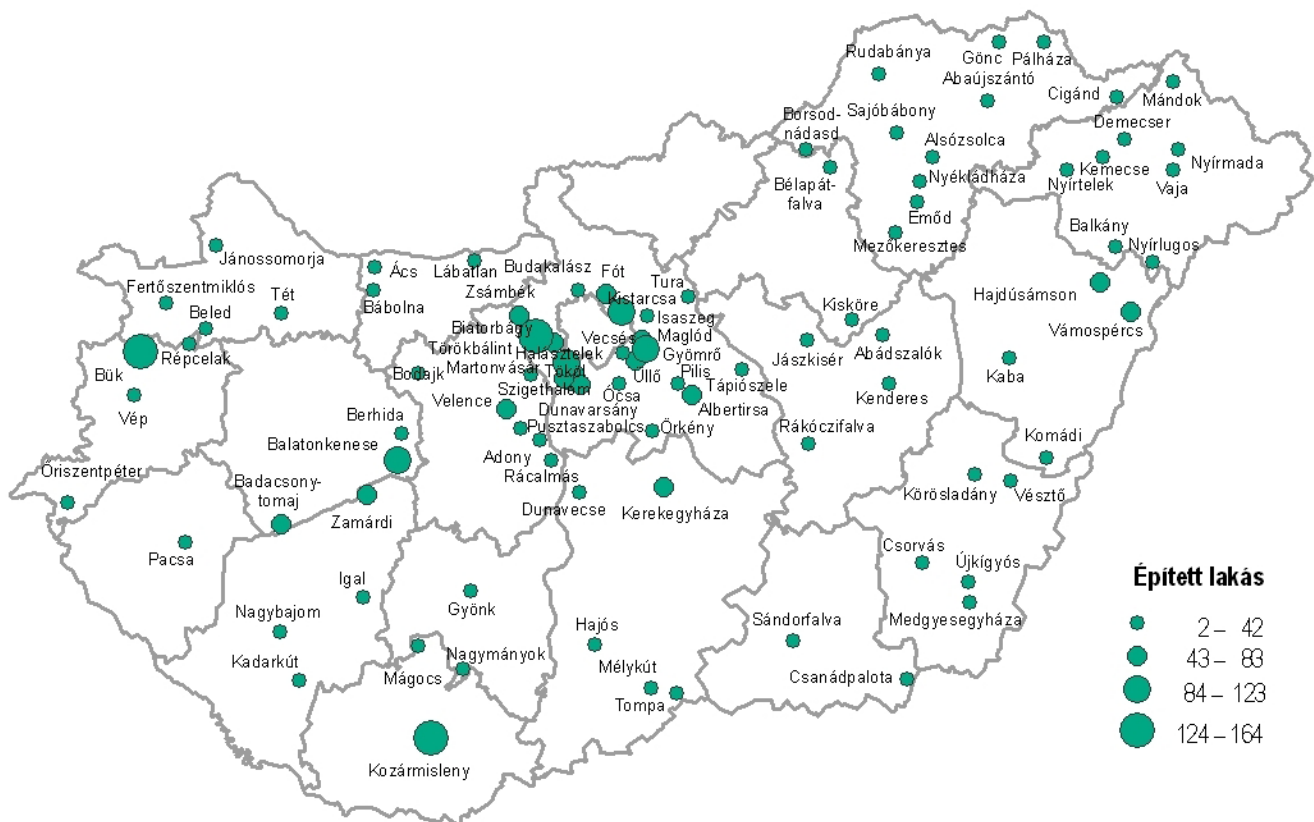 Rudabánya
Gönc
Pálháza
Abaújszántó
Cigánd
Mándok
Sajóbábony
Borsod-
nádasd
Demecser
Alsózsolca
Nyírmada
Kemecse
Nyékládháza
Nyírtelek
Vaja
Bélapát-
falva
Emőd
Mezőkeresztes
Balkány
Nyírlugos
Jánossomorja
Ács
Lábatlan
Budakalász
Fót
Tura
Zsámbék
Fertőszentmiklós
Tét
Bábolna
Kistarcsa
Kisköre
Hajdúsámson
Beled
Isaszeg
Biatorbágy
Vecsés
Maglód
Vámospércs
Répcelak
Törökbálint
Halásztelek
Gyömrő
Jászkisér
Abádszalók
Bük
Bodajk
Martonvásár
Tököl
Üllő
Pilis
Kaba
Vép
Szigethalom
Ócsa
Tápiószele
Kenderes
Velence
Berhida
Dunavarsány
Albertirsa
Pusztaszabolcs
Örkény
Rákóczifalva
Balatonkenese
Adony
Komádi
Őriszentpéter
Badacsony-
tomaj
Rácalmás
Körösladány
Vésztő
Zamárdi
Dunavecse
Kerekegyháza
Pacsa
Csorvás
Újkígyós
Igal
Építet​t lakás
Nagybajom
Gyönk
Hajós
Sándorfalva
Medgyesegyháza
2 – 42
Kadarkút
Nagymányok
Mélykút
43 – 83
Mágocs
Csanádpalota
84 – 123
Tompa
124 – 164
Kozármisleny